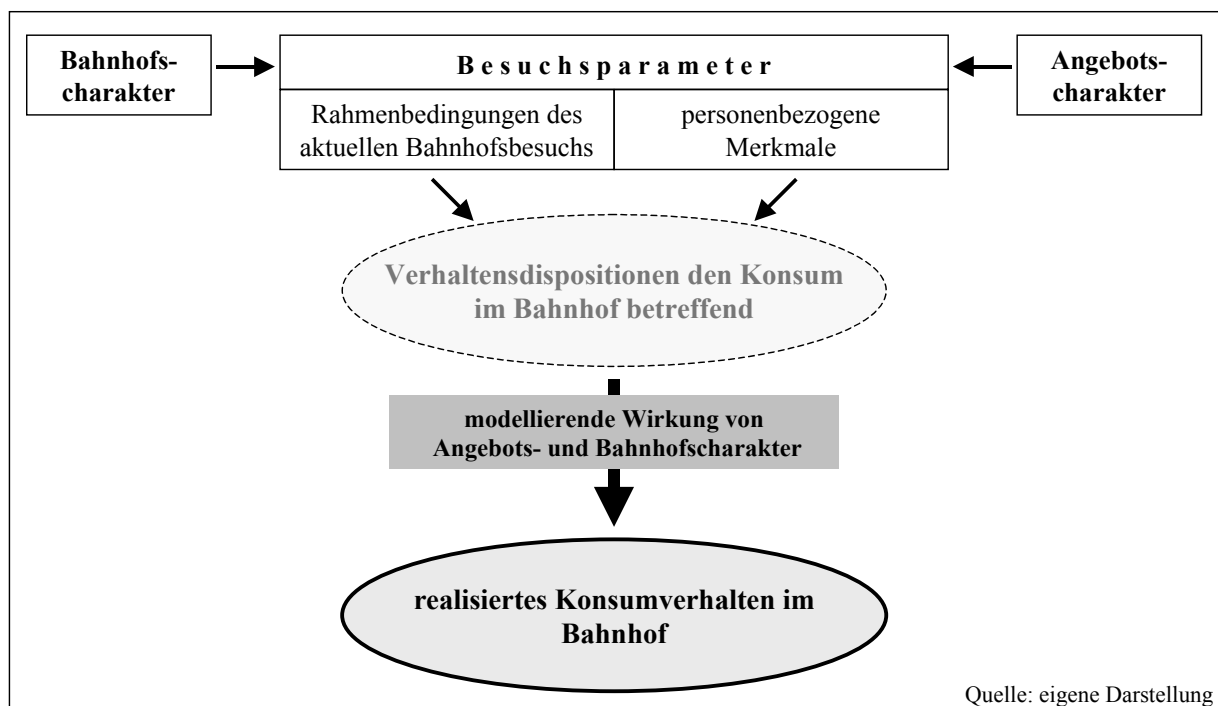 Bahnhofs-
charakter
Besuchsparameter
Angebots-
charakter
Rahmenbedingungen des
aktuellen Bahnhofsbesuchs
personenbezogene
Merkmale
Verhaltensdispositionen den Konsum
im Bahnhof betreffend
modellierende Wirkung von
Angebots- und Bahnhofscharakter
realisiertes Konsumverhalten im
Bahnhof
Quelle: eigene Darstellung